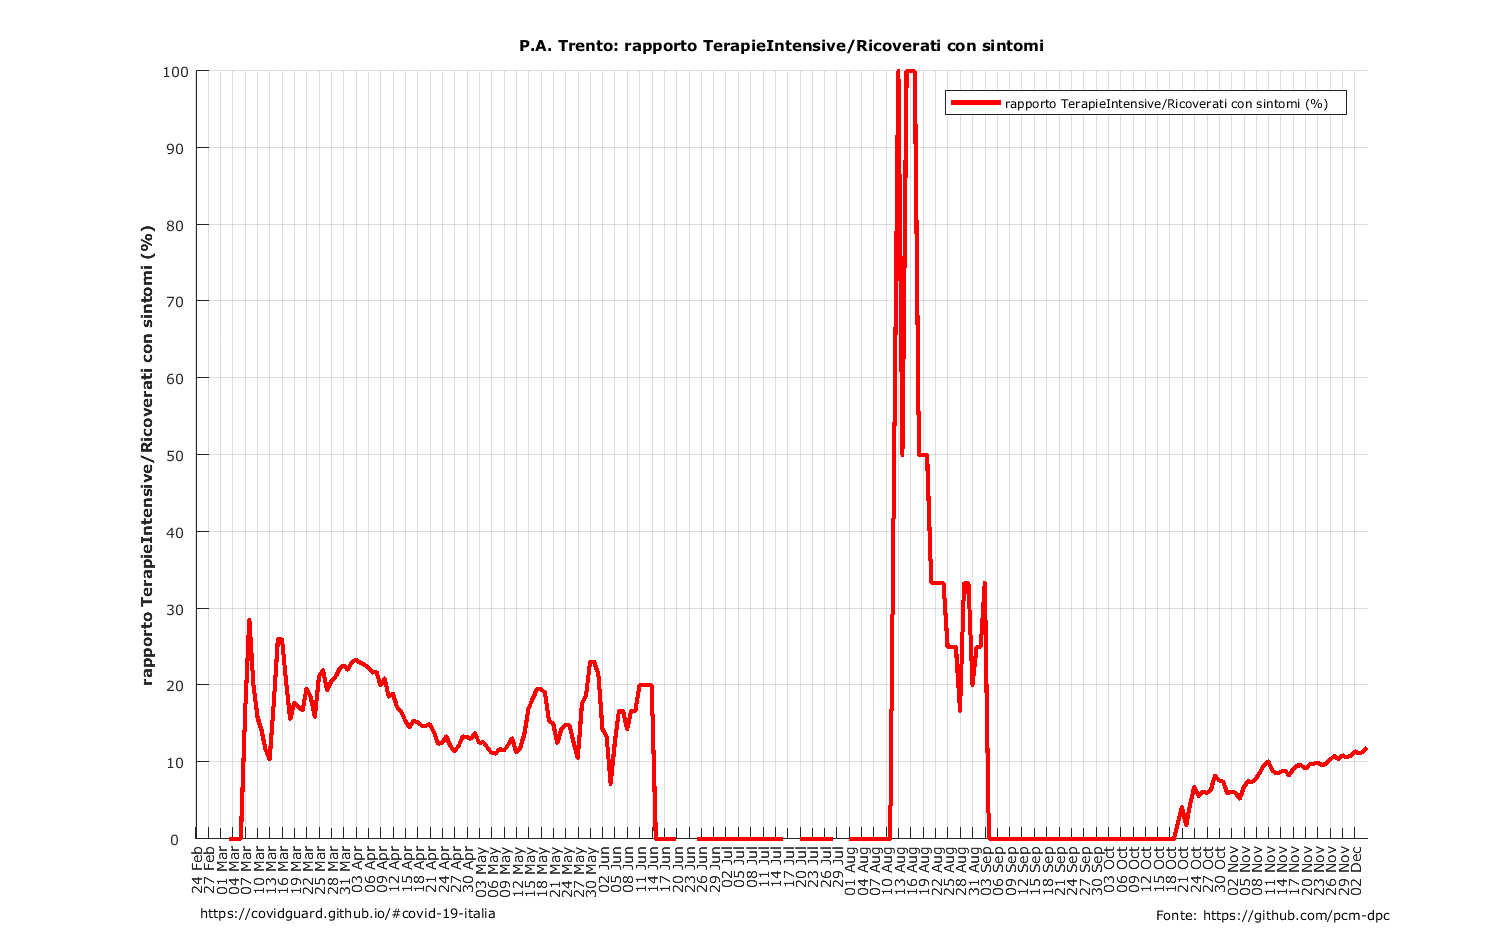 P.A. Trento: rapporto TerapieIntensive/Ricoverati con sintomi
rapporto TerapieIntensive/Ricoverati con sintomi (%)
rapporto TerapieIntensive/Ricoverati con sintomi (%)
100
90
80
70
60
50
40
30
20
10
0
24 Feb
27 Feb
01 Mar
04 Mar
07 Mar
10 Mar
13 Mar
16 Mar
19 Mar
22 Mar
25 Mar
28 Mar
31 Mar
03 Apr
06 Apr
09 Apr
12 Apr
15 Apr
18 Apr
21 Apr
24 Apr
27 Apr
30 Apr
03 May
06 May
09 May
12 May
15 May
18 May
21 May
24 May
27 May
30 May
02 Jun
05 Jun
08 Jun
11 Jun
14 Jun
17 Jun
20 Jun
23 Jun
26 Jun
29 Jun
02 Jul
05 Jul
08 Jul
11 Jul
14 Jul
17 Jul
20 Jul
23 Jul
26 Jul
29 Jul
01 Aug
04 Aug
07 Aug
10 Aug
13 Aug
16 Aug
19 Aug
22 Aug
25 Aug
28 Aug
31 Aug
03 Sep
06 Sep
09 Sep
12 Sep
15 Sep
18 Sep
21 Sep
24 Sep
27 Sep
30 Sep
03 Oct
06 Oct
09 Oct
12 Oct
15 Oct
18 Oct
21 Oct
24 Oct
27 Oct
30 Oct
02 Nov
05 Nov
08 Nov
11 Nov
14 Nov
17 Nov
20 Nov
23 Nov
26 Nov
29 Nov
02 Dec
https://covidguard.github.io/#covid-19-italia
Fonte: https://github.com/pcm-dpc